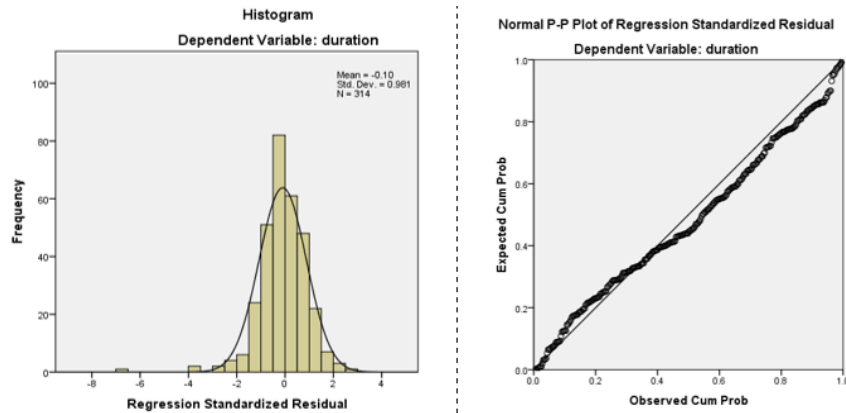 Histogram
Dependent Variable: duration
Mean = -0.10
Std. Dev. = 0.981
N = 314
100
80
60
40
20
0
Frequency
-8 -6 -4 -2 0 2 4
Regression Standardized Residual
Normal P-P Plot of Regression Standardized Residual
Dependent Variable: duration
1.0
0.8
0.6
0.4
0.2
0.0
Expected Cum Prob
0.0 0.2 0.4 0.6 0.8 1.0
Observed Cum Prob